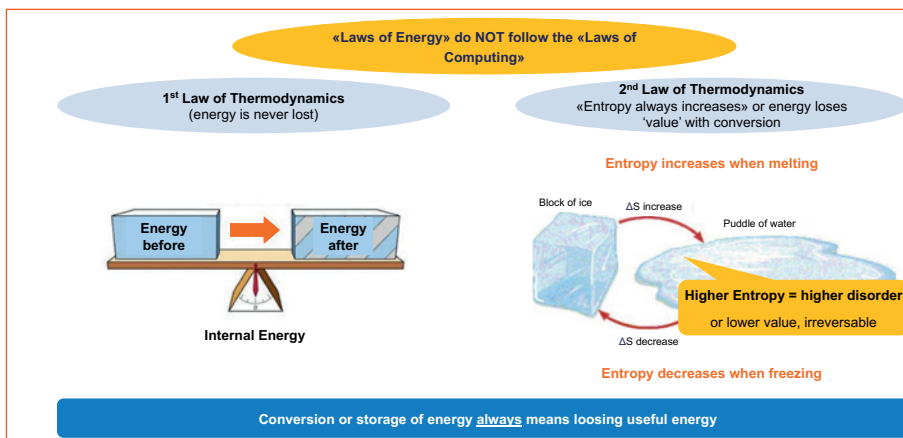 «Laws of Energy» do NOT follow the «Laws of
Computing»
1st Law of Thermodynamics
(energy is never lost)
2nd Law of Thermodynamics
«Entropy always increases» or energy loses
'value' with conversion
Entropy increases when melting
Block of ice
ΔS increase
Puddle of water
Energy
before
Energy
after
Higher Entropy = higher disorder
or lower value, irreversable
Internal Energy
ΔS decrease
Entropy decreases when freezing
Conversion or storage of energy always means loosing useful energy